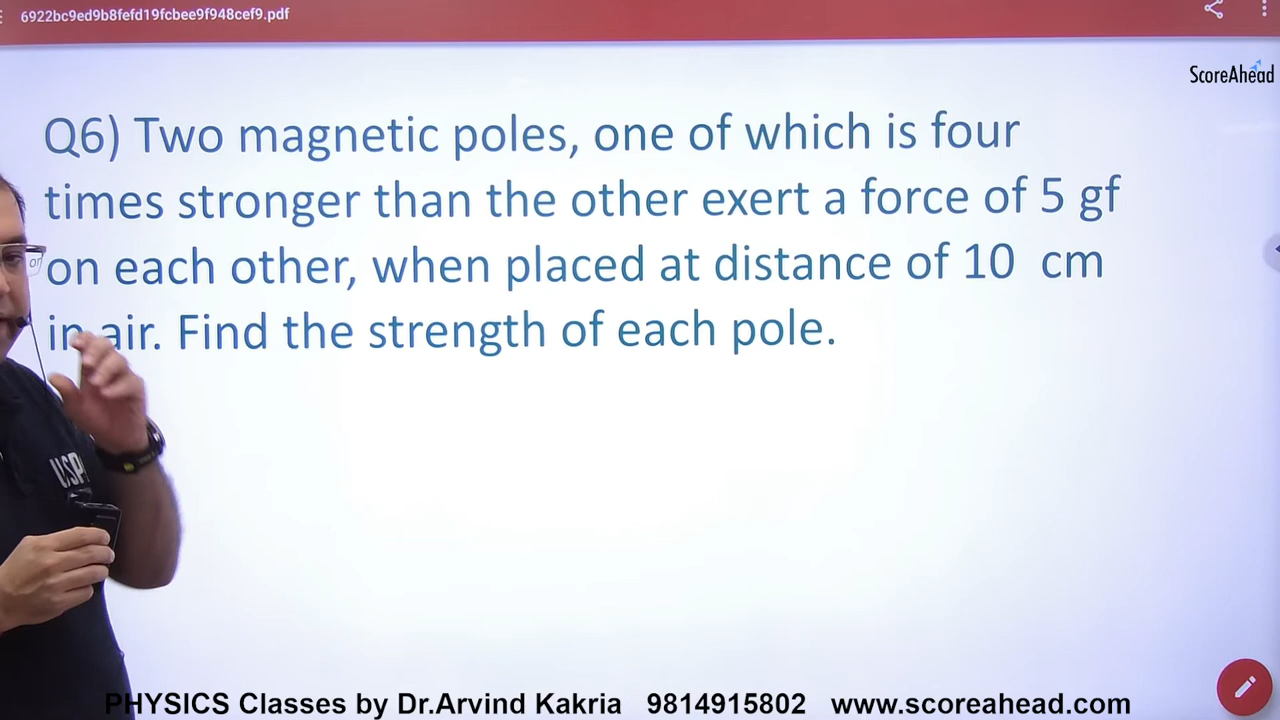 6922bc9ed9b8fefd19fcbee9f948cef9.pdf
ScoreAhead
Q6) Two magnetic poles, one of which is four
times stronger than the other exert a force of 5 gf
on each other, when placed at distance of 10 cm
in air. Find the strength of each pole.
PHYSICS Classes by Dr.Arvind Kakria 9814915802 www.scoreahead.com